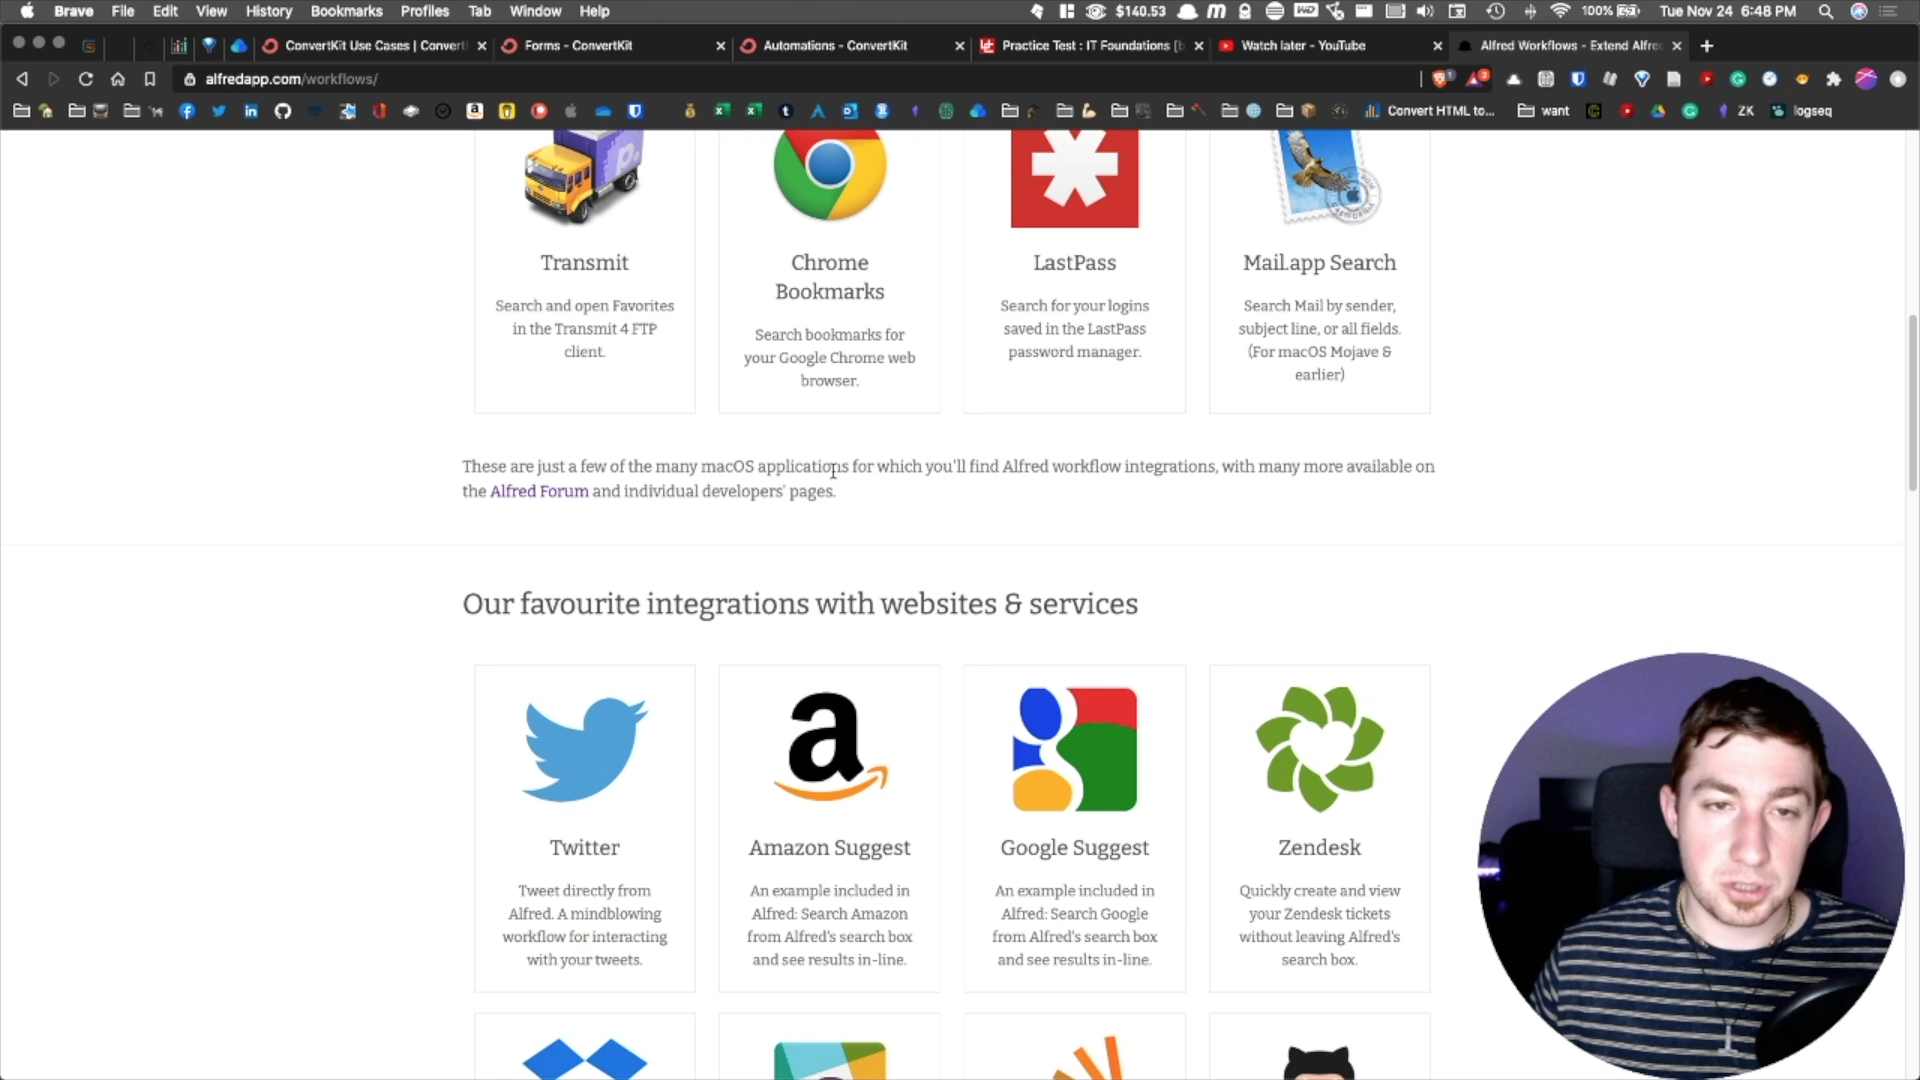 Brave File Edit View History Bookmarks Profiles Tab Window Help $140.53 100% Tue Nov 24 6:48 PM
ConvertKit Use Cases | Convert
Forms - ConvertKit
Automations - ConvertKit
Practice Test : IT Foundations [
Watch later - YouTube
Alfred Workflows - Extend Alfre
alfredapp.com/workflows/
Convert HTML to... want ZK logseq
Transmit
Search and open Favorites
in the Transmit 4 FTP
client.
Chrome
Bookmarks
Search bookmarks for
your Google Chrome web
browser.
LastPass
Search for your logins
saved in the LastPass
password manager.
Mail.app Search
Search Mail by sender,
subject line, or all fields.
(For macOS Mojave &
earlier)
These are just a few of the many macOS applications for which you'll find Alfred workflow integrations, with many more available on
the Alfred Forum and individual developers' pages.
Our favourite integrations with websites & services
Twitter
Tweet directly from
Alfred. A mindblowing
workflow for interacting
with your tweets.
Amazon Suggest
An example included in
Alfred: Search Amazon
from Alfred's search box
and see results in-line.
Google Suggest
An example included in
Alfred: Search Google
from Alfred's search box
and see results in-line.
Zendesk
Quickly create and view
your Zendesk tickets
without leaving Alfred's
search box.